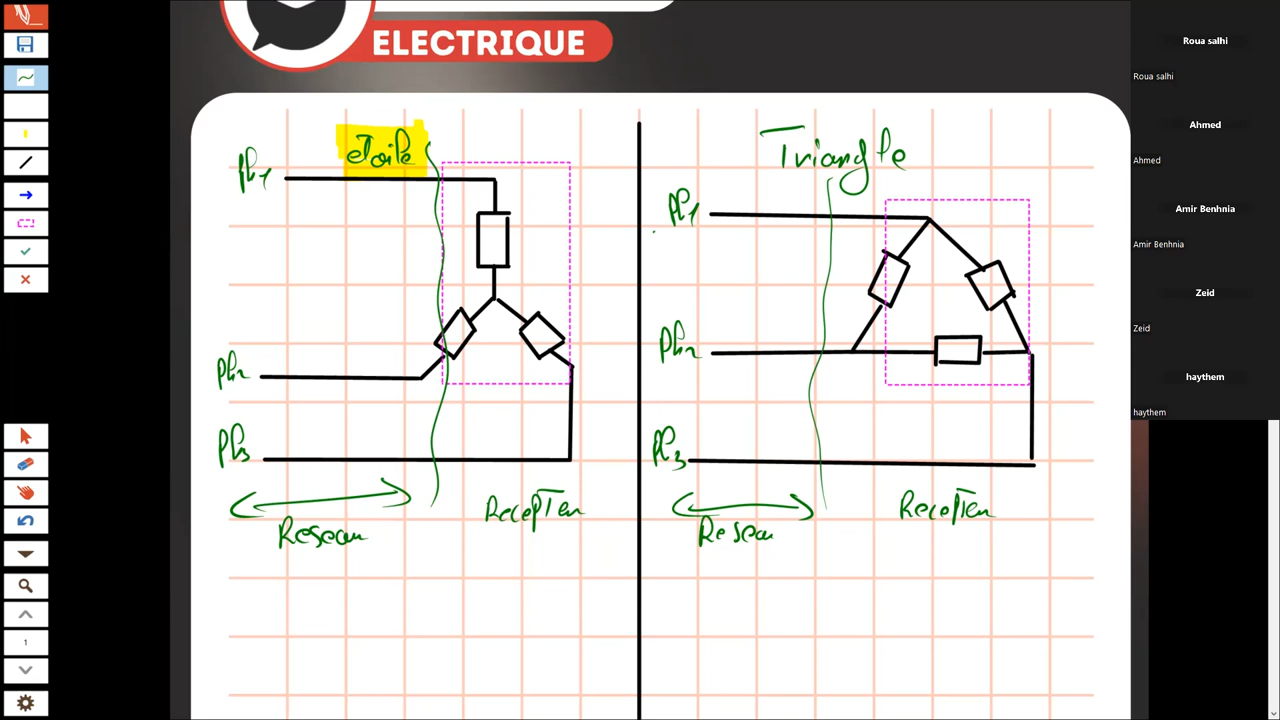 ELECTRIQUE
etoile
Ph1
Ph2
Ph3
Reseau
Recepteur
Triangle
Ph1
Ph2
Ph3
Reseau
Recepteur
1
Roua salhi
Roua salhi
Ahmed
Ahmed
Amir Benhnia
Amir Benhnia
Zeid
Zeid
haythem
haythem